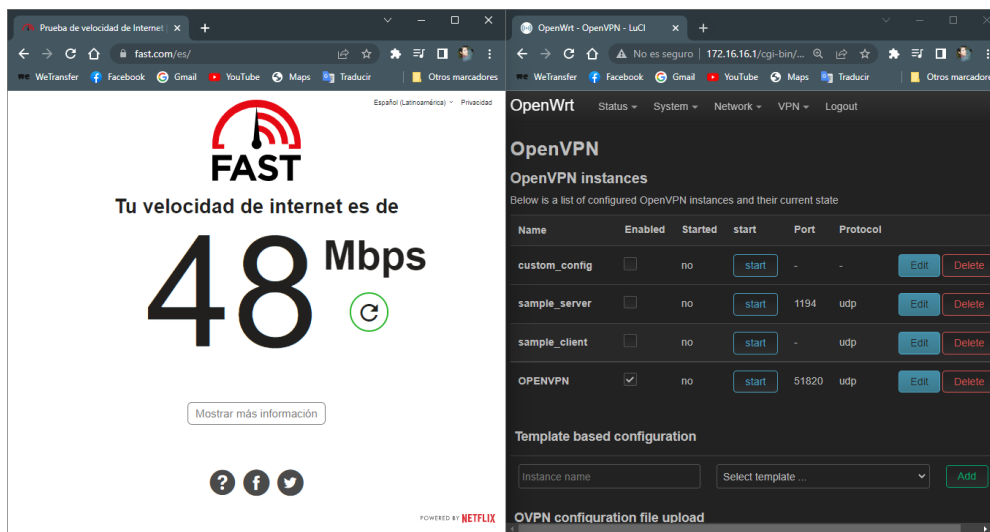 Prueba de velocidad de Internet
fast.com/es/
WeTransfer Facebook Gmail YouTube Maps Traducir Otros marcadores
Español (Latinoamérica) Privacidad
FAST
Tu velocidad de internet es de
48 Mbps
Mostrar más información
POWERED BY NETFLIX
OpenWrt - OpenVPN - LuCI
No es seguro 172.16.16.1/cgi-bin/...
WeTransfer Facebook Gmail YouTube Maps Traducir Otros marcadore
OpenWrt Status System Network VPN Logout
OpenVPN
OpenVPN instances
Below is a list of configured OpenVPN instances and their current state
Name Enabled Started start Port Protocol
custom_config no start - - Edit Delete
sample_server no start 1194 udp Edit Delete
sample_client no start - udp Edit Delete
OPENVPN no start 51820 udp Edit Delete
Template based configuration
Instance name Select template ... Add
OVPN configuration file upload